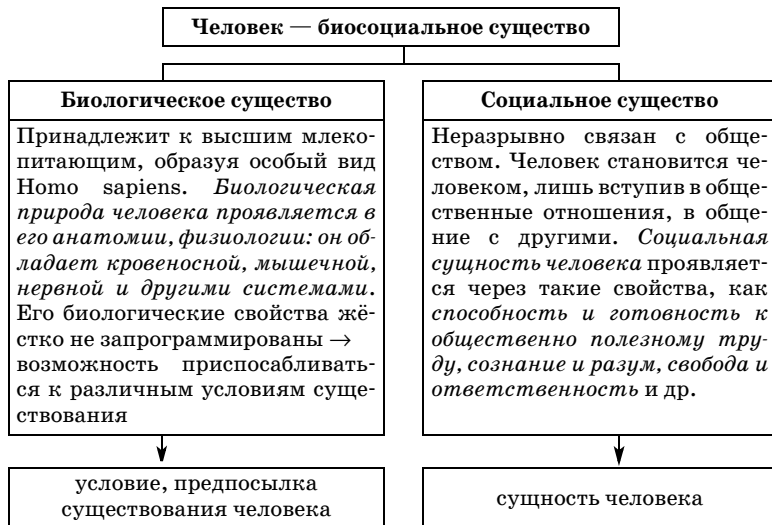 Человек — биосоциальное существо
Биологическое существо
Принадлежит к высшим млеко-
питающим, образуя особый вид
Homo sapiens. Биологическая
природа человека проявляется в
его анатомии, физиологии: он об-
ладает кровеносной, мышечной,
нервной и другими системами.
Его биологические свойства жё-
стко не запрограммированы →
возможность приспосабливать-
ся к различным условиям суще-
ствования
условие, предпосылка
существования человека
Социальное существо
Неразрывно связан с обще-
ством. Человек становится че-
ловеком, лишь вступив в обще-
ственные отношения, в обще-
ние с другими. Социальная
сущность человека проявляет-
ся через такие свойства, как
способность и готовность к
общественно полезному тру-
ду, сознание и разум, свобода и
ответственность и др.
сущность человека